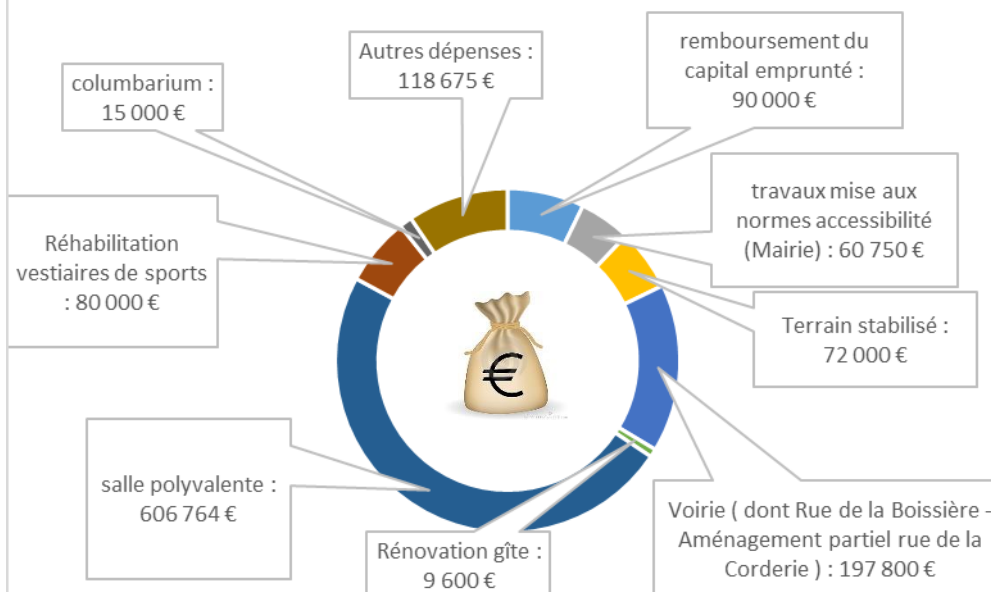 Autres dépenses :
118 675 €
remboursement du
capital emprunté :
90 000 €
columbarium :
15 000 €
travaux mise aux
normes accessibilité
(Mairie) : 60 750 €
Réhabilitation
vestiaires de sports
: 80 000 €
Terrain stabilisé :
72 000 €
€
salle polyvalente :
606 764 €
Rénovation gîte :
9 600 €
Voirie ( dont Rue de la Boissière -
Aménagement partiel rue de la
Corderie ) : 197 800 €